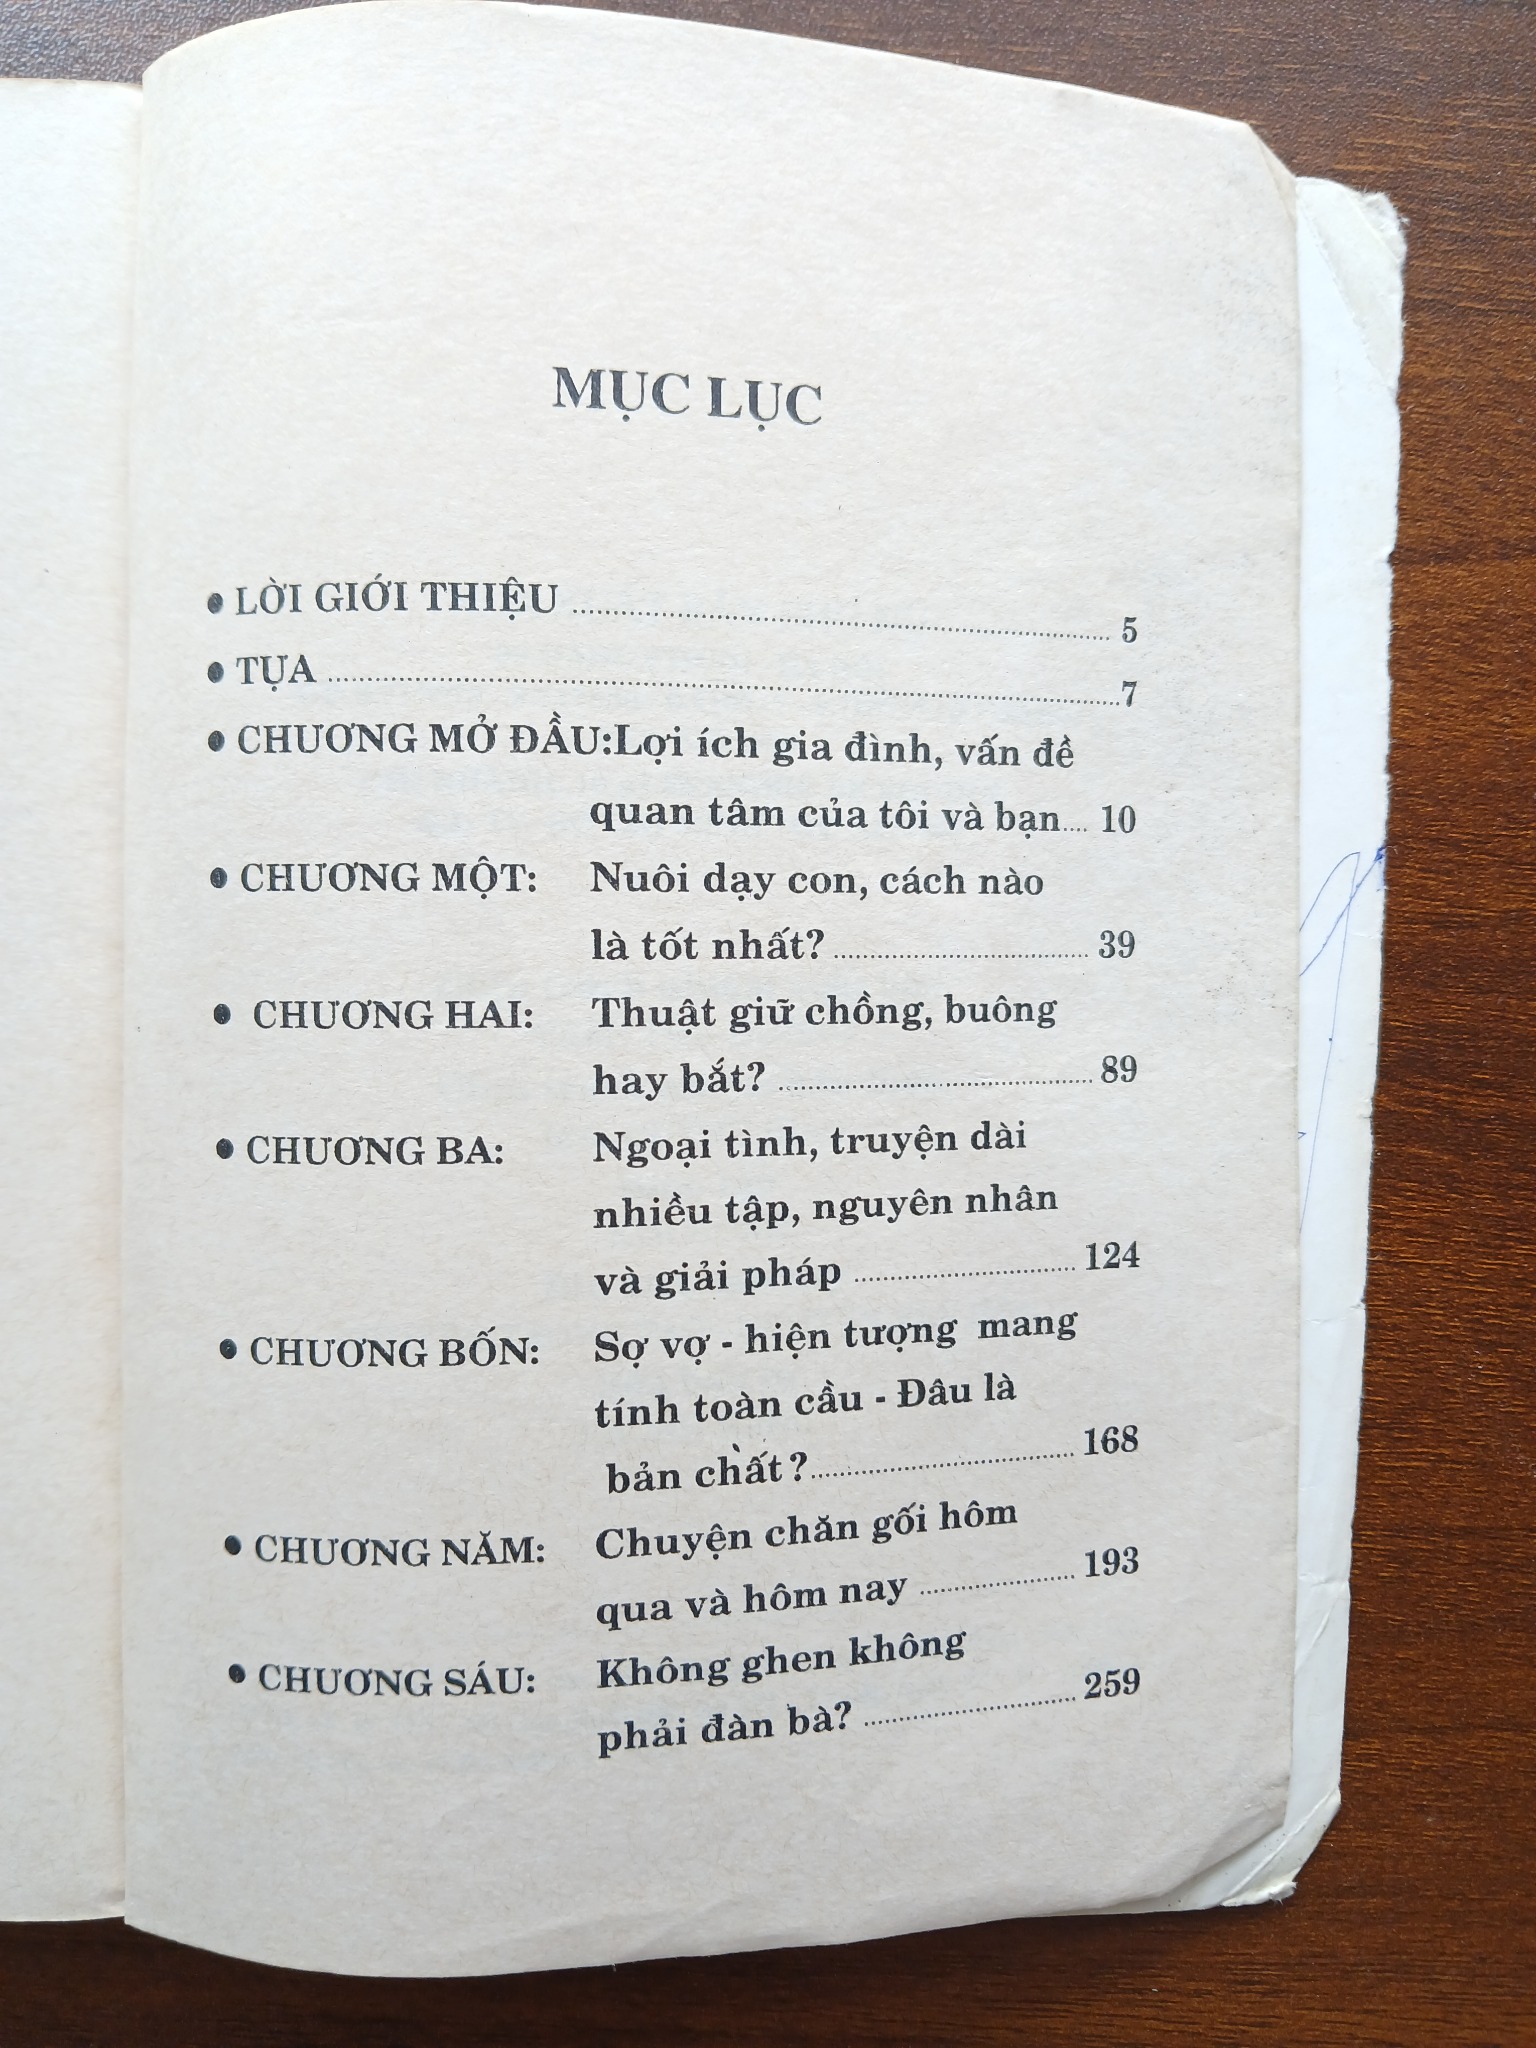 MỤC LỤC
• LỜI GIỚI THIỆU ........ 5
• TỰA ........ 7
• CHƯƠNG MỞ ĐẦU:Lợi ích gia đình, vấn đề
quan tâm của tôi và bạn.... 10
• CHƯƠNG MỘT: Nuôi dạy con, cách nào
là tốt nhất? ........ 39
• CHƯƠNG HAI: Thuật giữ chồng, buông
hay bắt? ........ 89
• CHƯƠNG BA: Ngoại tình, truyện dài
nhiều tập, nguyên nhân
và giải pháp ........ 124
• CHƯƠNG BỐN: Sợ vợ - hiện tượng mang
tính toàn cầu - Đâu là
bản chất? ........ 168
• CHƯƠNG NĂM: Chuyện chăn gối hôm
qua và hôm nay ........ 193
• CHƯƠNG SÁU: Không ghen không
phải đàn bà? ........ 259